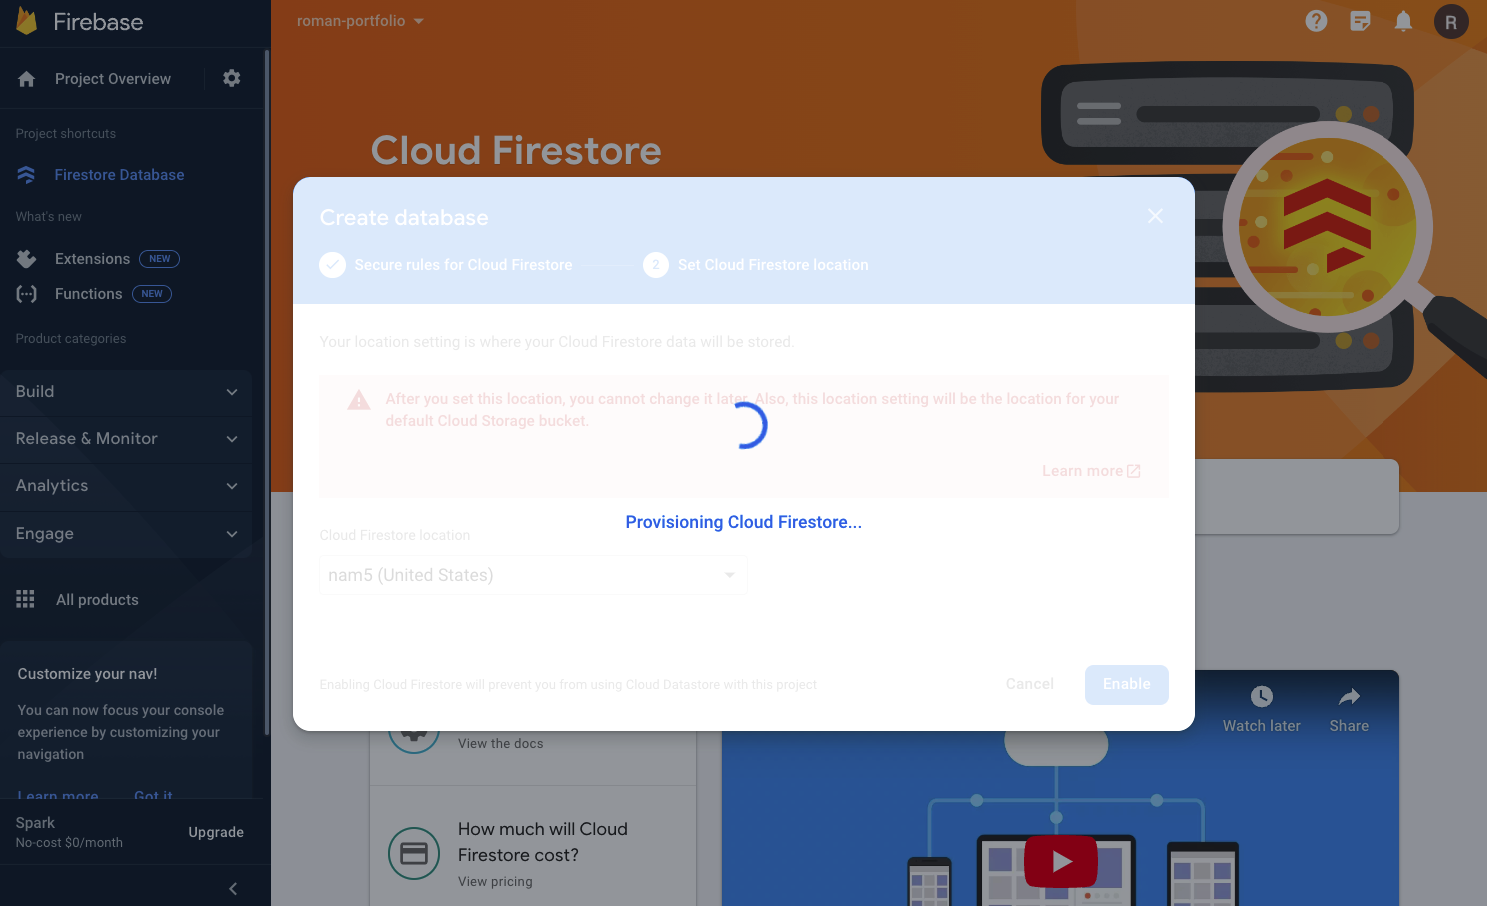 Firebase
roman-portfolio
R
Project Overview
Project shortcuts
Firestore Database
What's new
Extensions NEW
Functions NEW
Product categories
Build
Release & Monitor
Analytics
Engage
All products
Customize your nav!
You can now focus your console
experience by customizing your
navigation
Learn more Got it
Spark
No-cost $0/month
Upgrade
Cloud Firestore
Create database
Secure rules for Cloud Firestore
2 Set Cloud Firestore location
Your location setting is where your Cloud Firestore data will be stored.
After you set this location, you cannot change it later. Also, this location setting will be the location for your
default Cloud Storage bucket.
Learn more
Provisioning Cloud Firestore...
Cloud Firestore location
nam5 (United States)
Enabling Cloud Firestore will prevent you from using Cloud Datastore with this project
Cancel
Enable
View the docs
How much will Cloud
Firestore cost?
View pricing
Watch later
Share